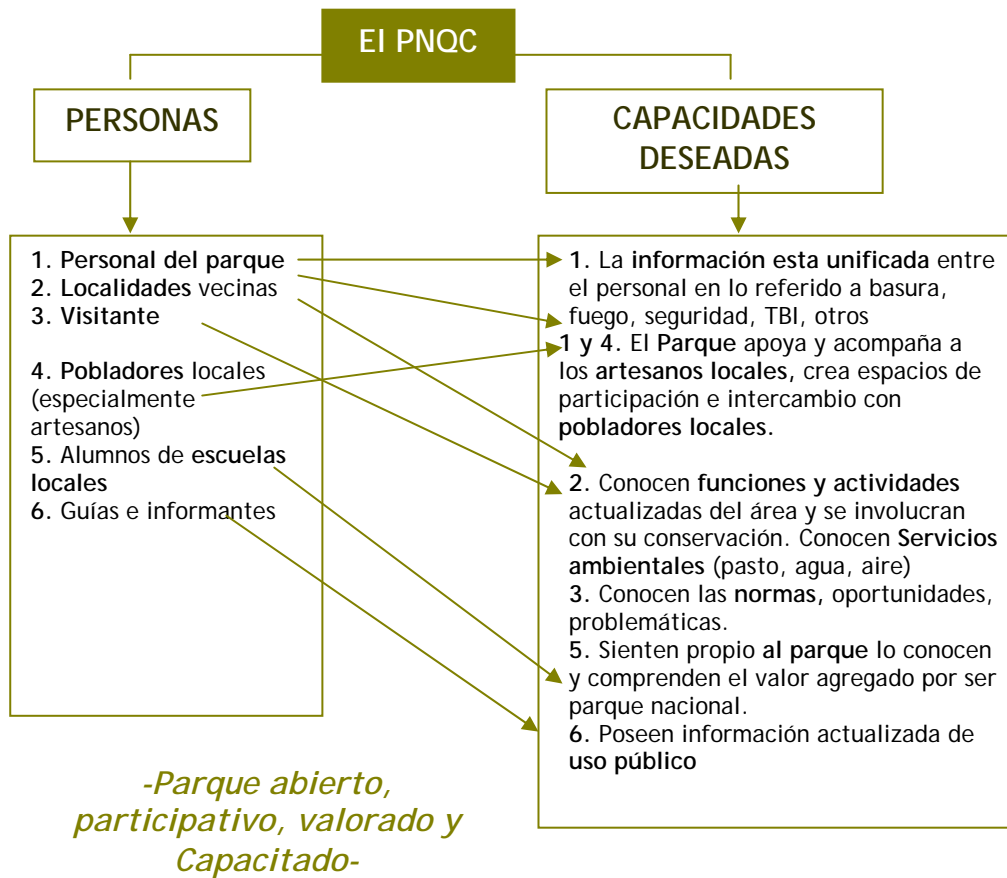 El PNQC
PERSONAS
CAPACIDADES
DESEADAS
1. Personal del parque
2. Localidades vecinas
3. Visitante
4. Pobladores locales
(especialmente
artesanos)
5. Alumnos de escuelas
locales
6. Guías e informantes
1. La información esta unificada entre
el personal en lo referido a basura,
fuego, seguridad, TBI, otros
1 y 4. El Parque apoya y acompaña a
los artesanos locales, crea espacios de
participación e intercambio con
pobladores locales.
2. Conocen funciones y actividades
actualizadas del área y se involucran
con su conservación. Conocen Servicios
ambientales (pasto, agua, aire)
3. Conocen las normas, oportunidades,
problemáticas.
5. Sienten propio al parque lo conocen
y comprenden el valor agregado por ser
parque nacional.
6. Poseen información actualizada de
uso público
-Parque abierto,
participativo, valorado y
Capacitado-